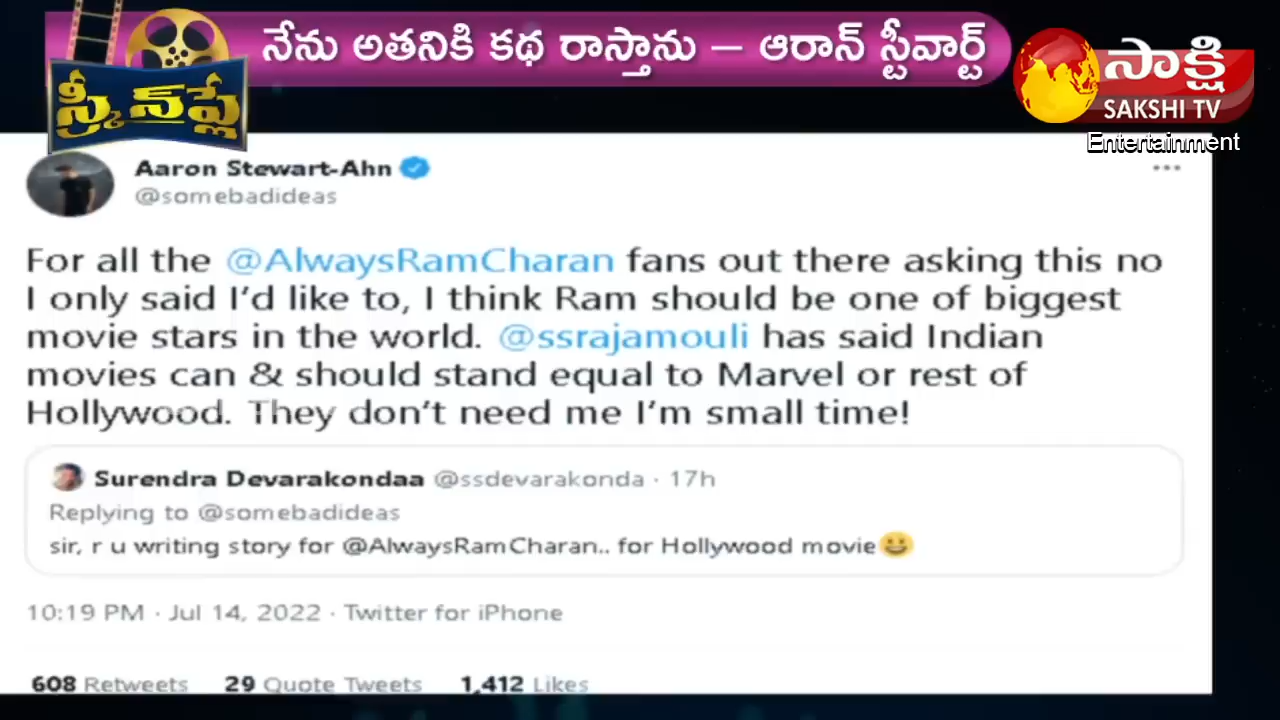 నేను అతనికి కథ రాస్తాను – ఆరాన్ స్టీవార్ట్
స్క్రీన్‌ప్లే
సాక్షి
SAKSHI TV
Entertainment
Aaron Stewart-Ahn
@somebadideas
For all the @AlwaysRamCharan fans out there asking this no
I only said I'd like to, I think Ram should be one of biggest
movie stars in the world. @ssrajamouli has said Indian
movies can & should stand equal to Marvel or rest of
Hollywood. They don't need me I'm small time!
Surendra Devarakondaa @ssdevarakonda · 17h
Replying to @somebadideas
sir, r u writing story for @AlwaysRamCharan.. for Hollywood movie😀
10:19 PM · Jul 14, 2022 · Twitter for iPhone
608 Retweets 29 Quote Tweets 1,412 Likes